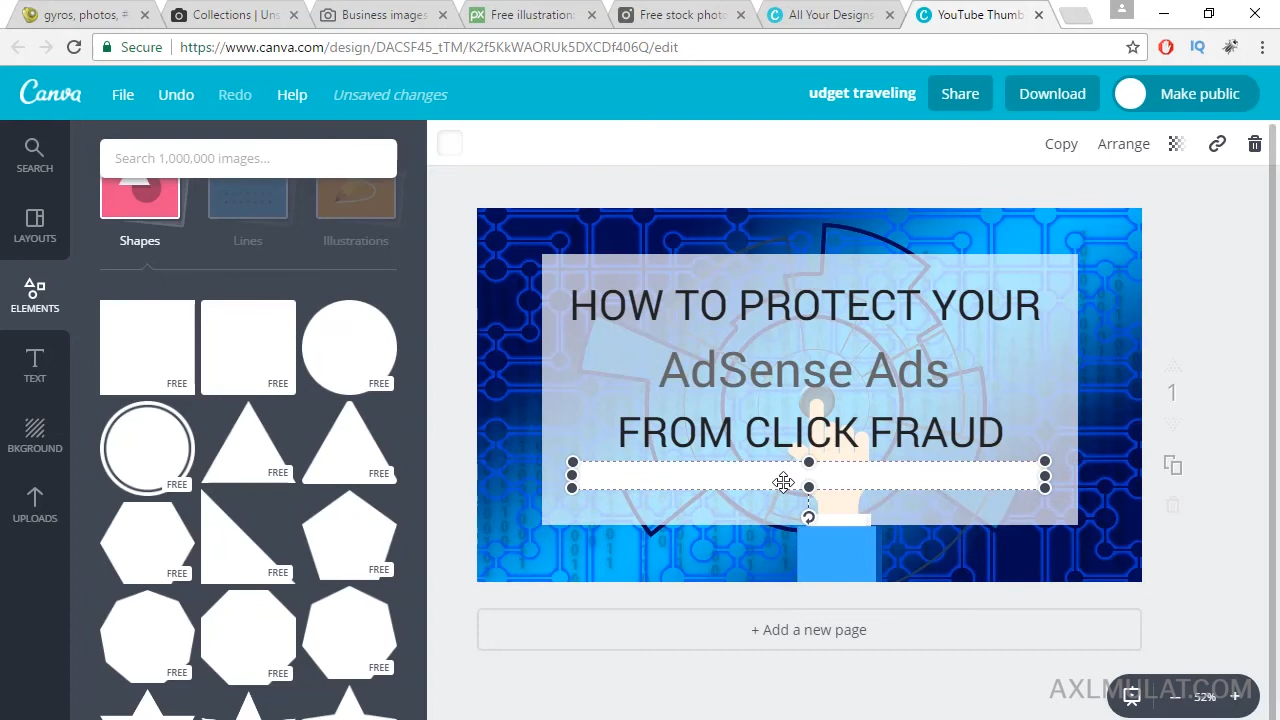 gyros, photos, #
Collections | Uns
Business images
Free illustration
Free stock phot
All Your Designs
YouTube Thumb
Secure
https://www.canva.com/design/DACSF45_tTM/k2f5RkWAORUk5DXCDf406Q/edit
IQ
Canva
File
Undo
Redo
Help
Unsaved changes
udget traveling
Share
Download
Make public
SEARCH
LAYOUTS
ELEMENTS
TEXT
BKGROUND
UPLOADS
Search 1,000,000 images...
Shapes
Lines
Illustrations
FREE
FREE
FREE
FREE
FREE
FREE
FREE
FREE
FREE
FREE
FREE
FREE
Copy
Arrange
HOW TO PROTECT YOUR
AdSense Ads
FROM CLICK FRAUD
1
+ Add a new page
AXLMULAT.COM
52%